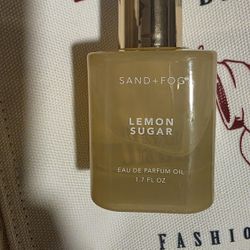 SAND+FOG
LEMON
SUGAR
EAU DE PARFUM OIL
1.7 FL OZ
FASHIO